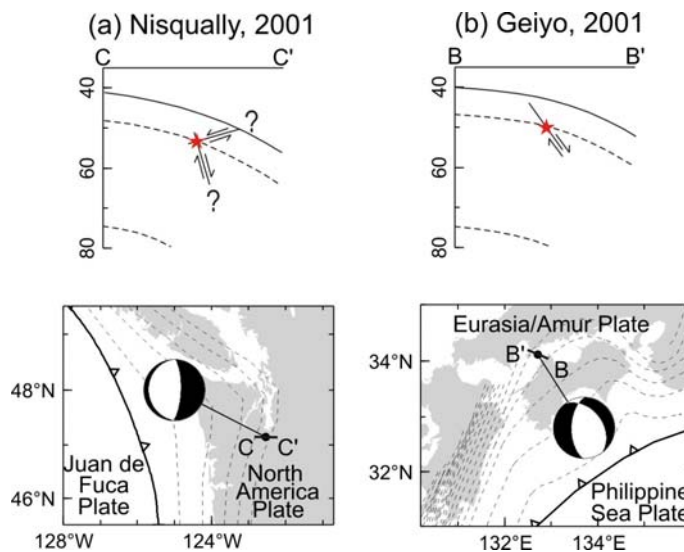 (a) Nisqually, 2001
C C'
40
60
80
?
?
(b) Geiyo, 2001
B B'
40
60
80
48°N
46°N
128°W 124°W
Juan de
Fuca
Plate
C C'
North
America
Plate
Eurasia/Amur Plate
B'
B
34°N
32°N
132°E 134°E
Philippine
Sea Plate